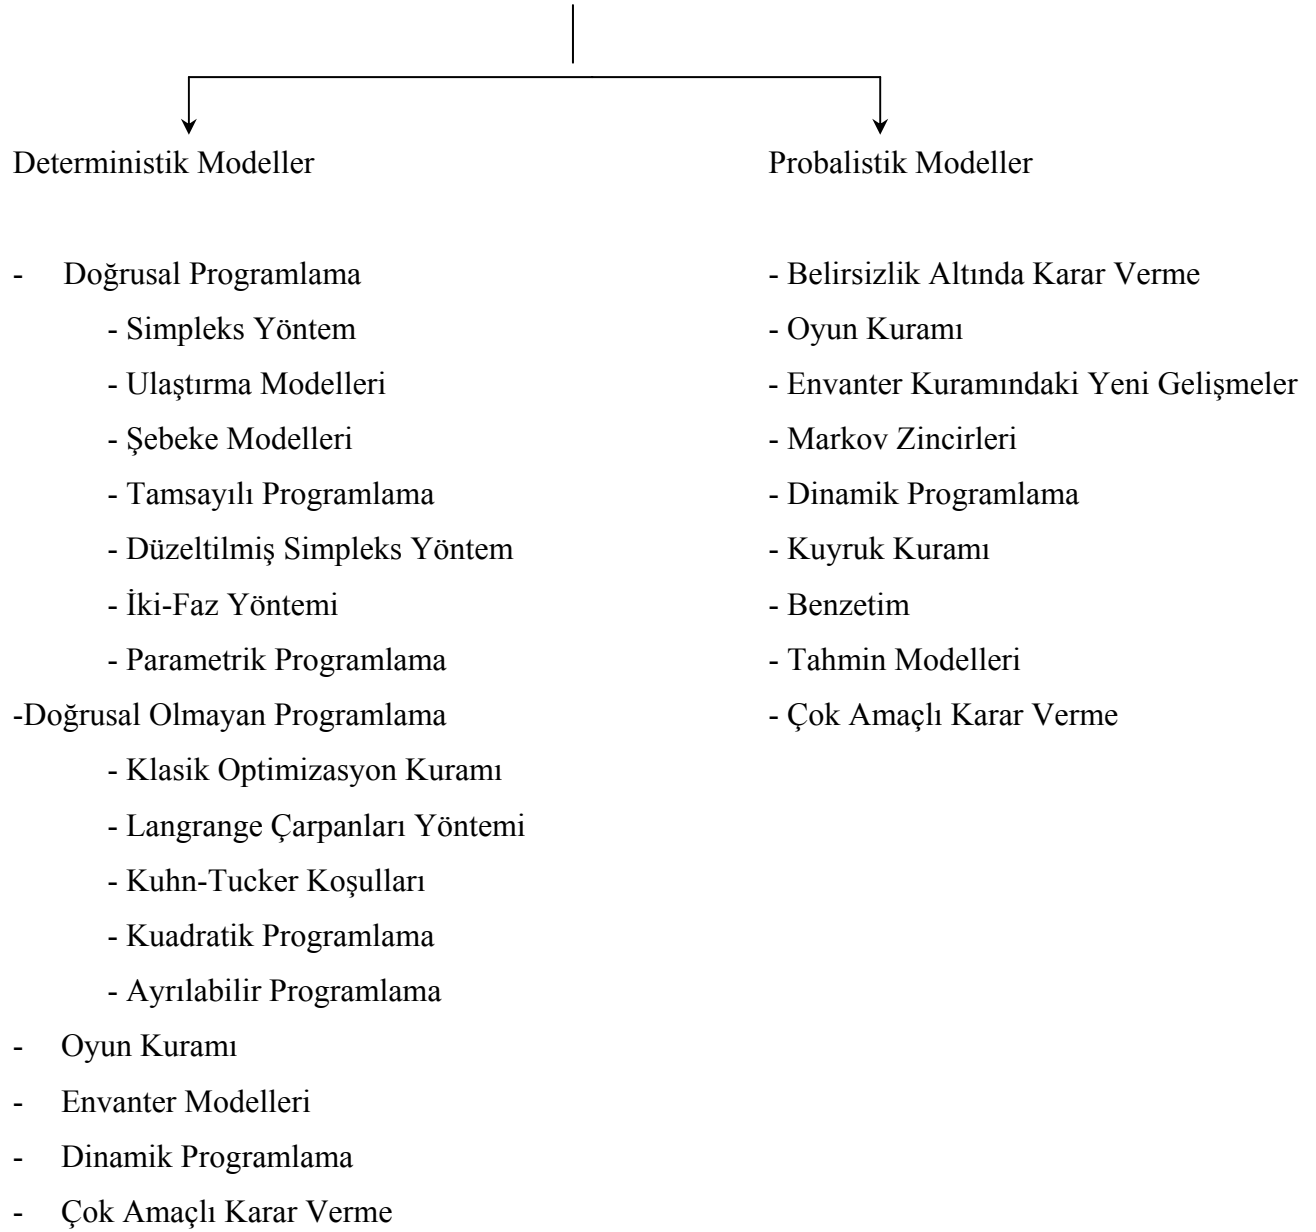 Deterministik Modeller
- Doğrusal Programlama
- Simpleks Yöntem
- Ulaştırma Modelleri
- Şebeke Modelleri
- Tamsayılı Programlama
- Düzeltilmiş Simpleks Yöntem
- İki-Faz Yöntemi
- Parametrik Programlama
-Doğrusal Olmayan Programlama
- Klasik Optimizasyon Kuramı
- Langrange Çarpanları Yöntemi
- Kuhn-Tucker Koşulları
- Kuadratik Programlama
- Ayrılabilir Programlama
- Oyun Kuramı
- Envanter Modelleri
- Dinamik Programlama
- Çok Amaçlı Karar Verme
Probalistik Modeller
- Belirsizlik Altında Karar Verme
- Oyun Kuramı
- Envanter Kuramındaki Yeni Gelişmeler
- Markov Zincirleri
- Dinamik Programlama
- Kuyruk Kuramı
- Benzetim
- Tahmin Modelleri
- Çok Amaçlı Karar Verme